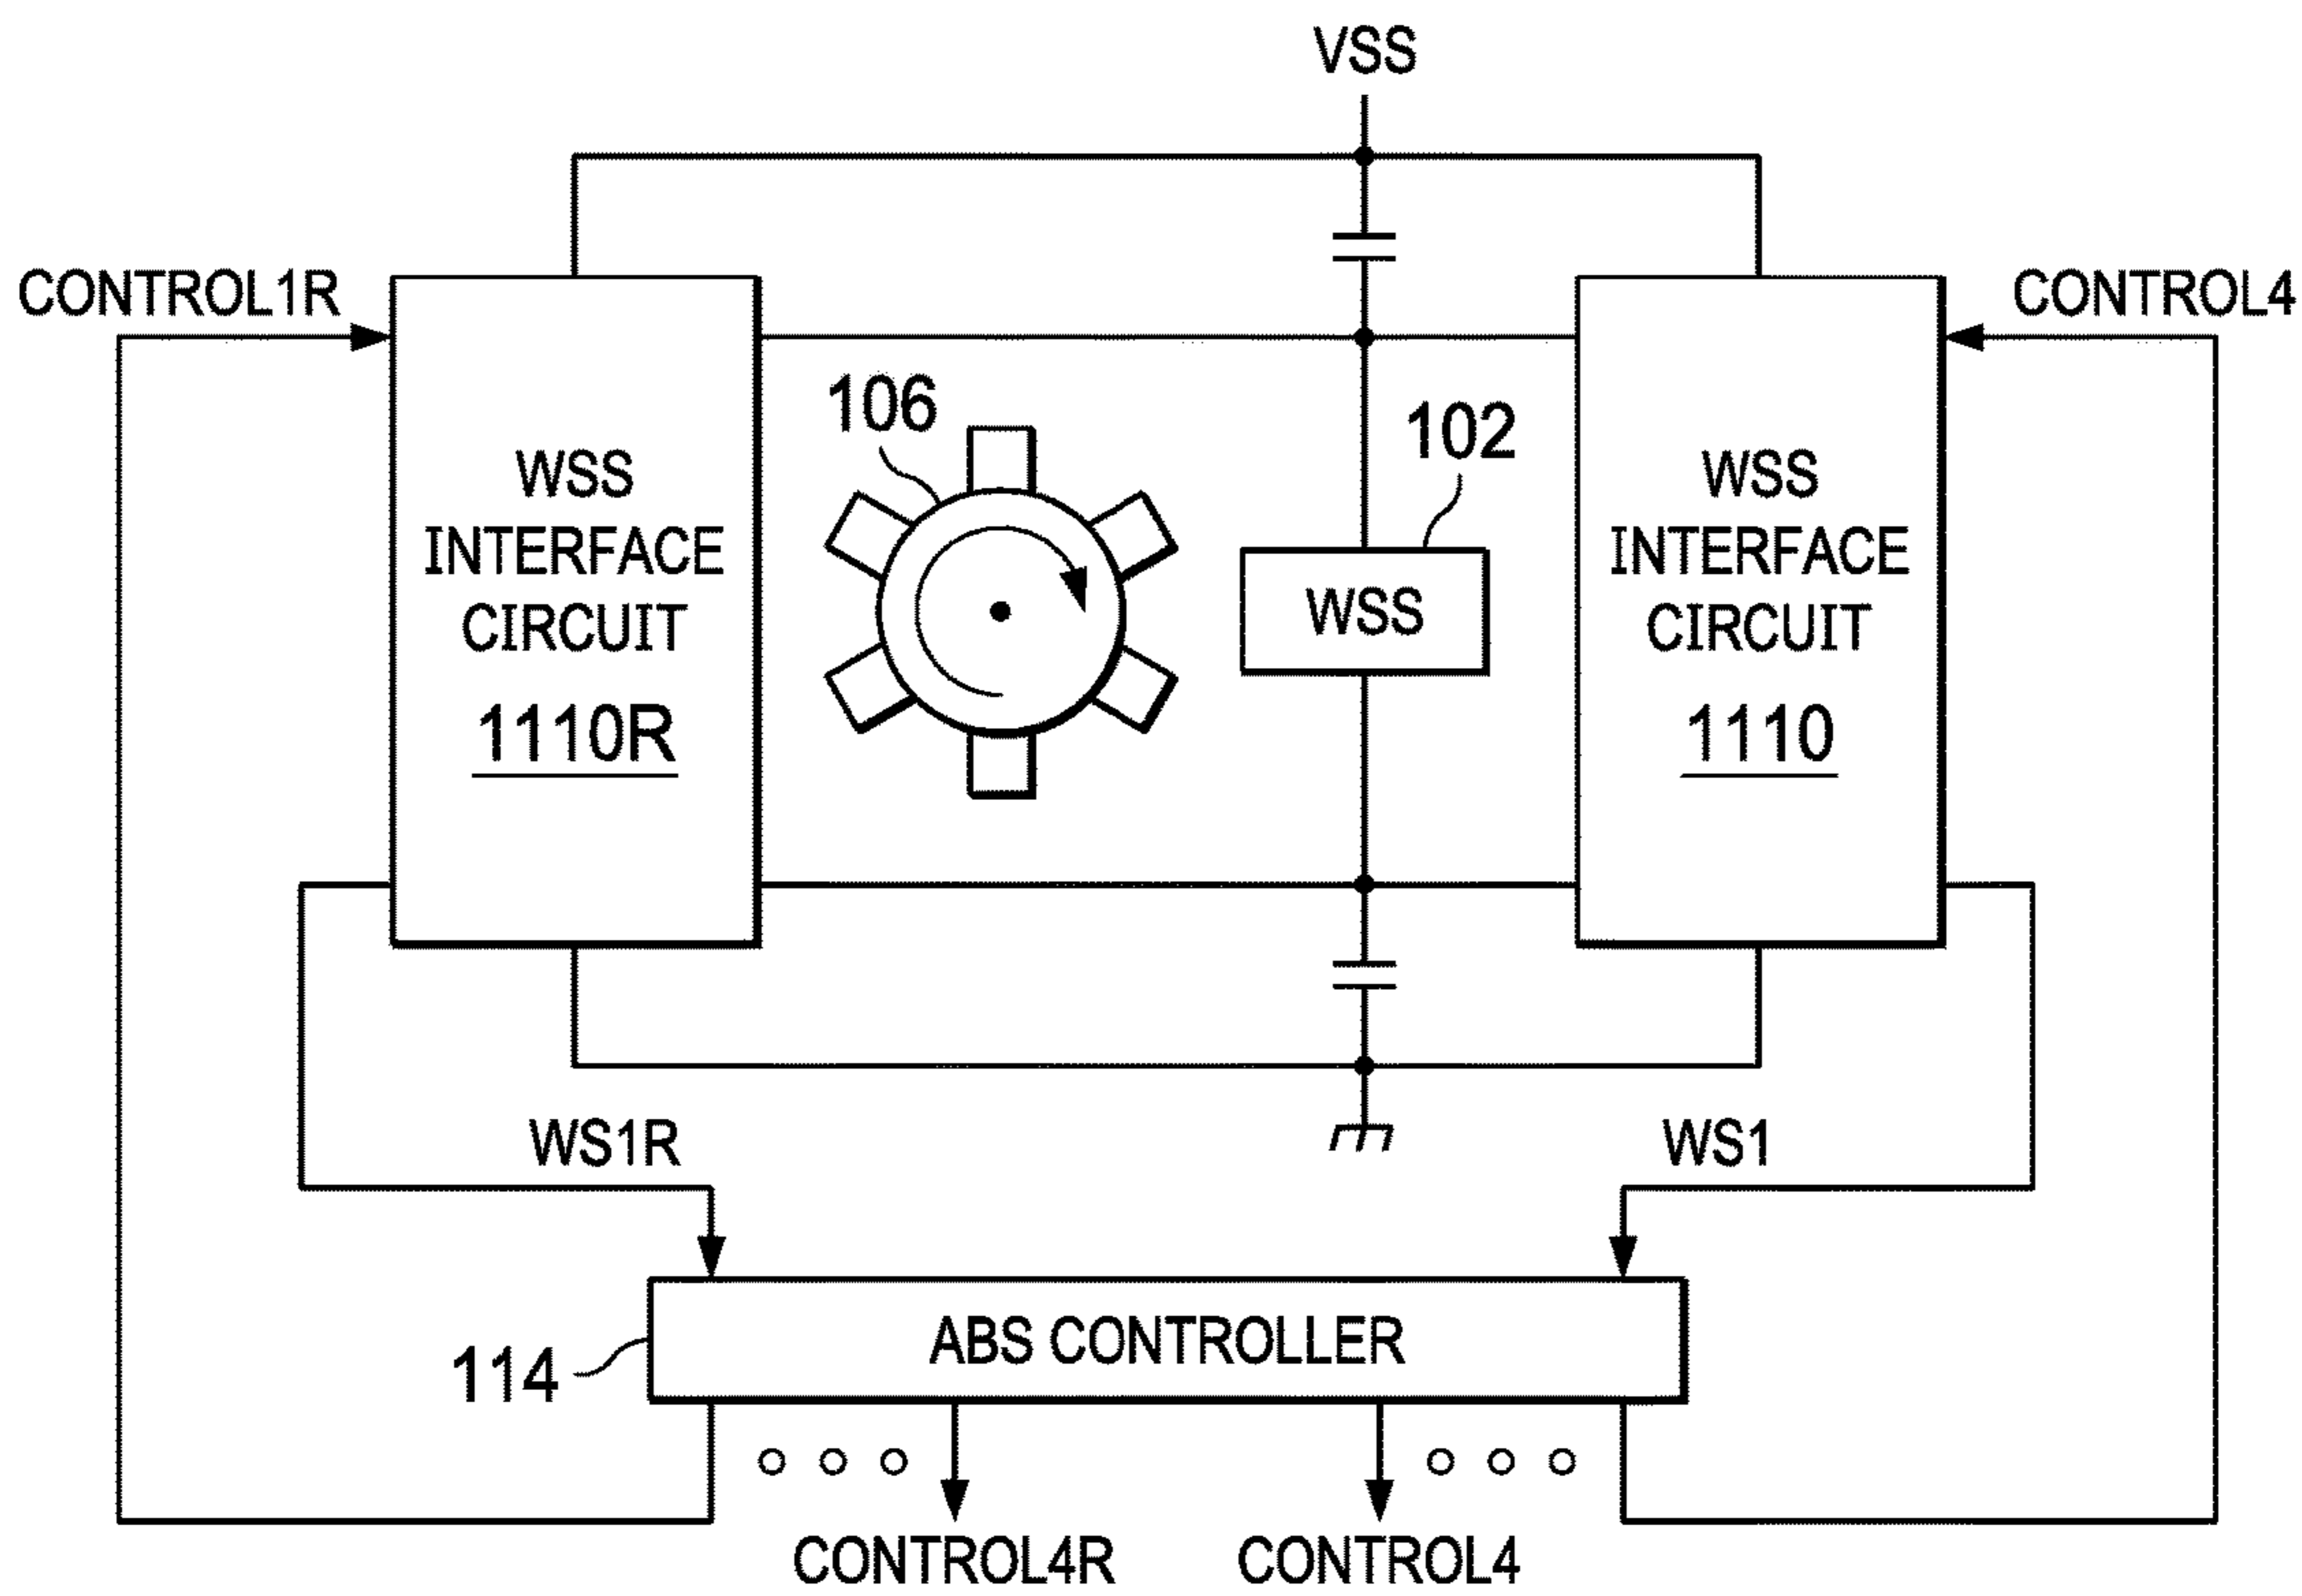 VSS
CONTROL1R
CONTROL4
106
102
WSS
INTERFACE
CIRCUIT
1110R
WSS
WSS
INTERFACE
CIRCUIT
1110
WS1R
WS1
114
ABS CONTROLLER
CONTROL4R
CONTROL4